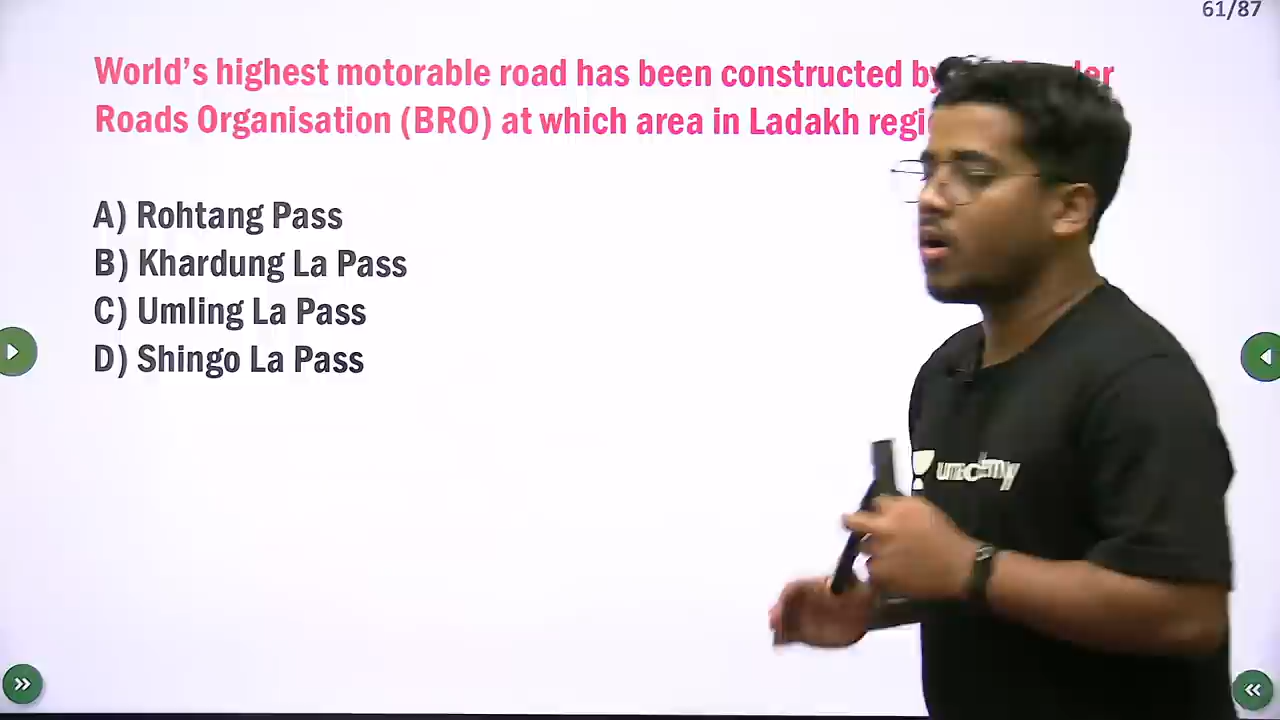 61/87
World's highest motorable road has been constructed by
Roads Organisation (BRO) at which area in Ladakh
A) Rohtang Pass
B) Khardung La Pass
C) Umling La Pass
D) Shingo La Pass
unacademy